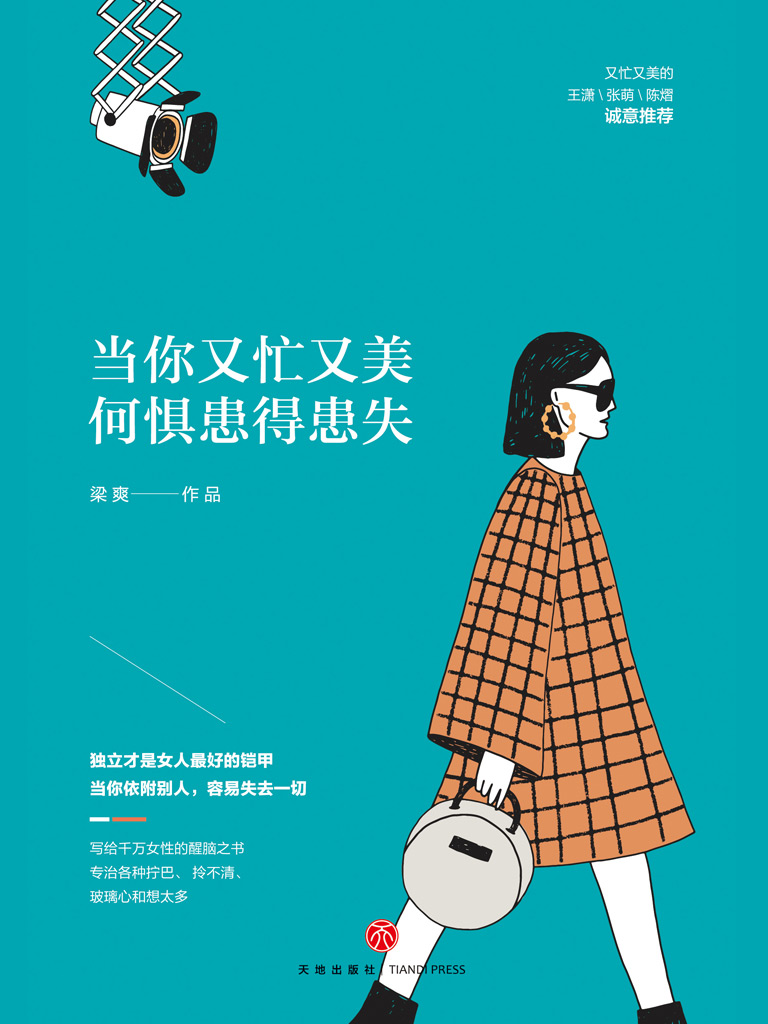 又忙又美的
王潇\张萌\陈熠
诚意推荐
当你又忙又美
何惧患得患失
梁爽——作品
独立才是女人最好的铠甲
当你依附别人，容易失去一切
写给千万女性的醒脑之书
专治各种拧巴、拎不清、
玻璃心和想太多
天地出版社 | TIANDI PRESS